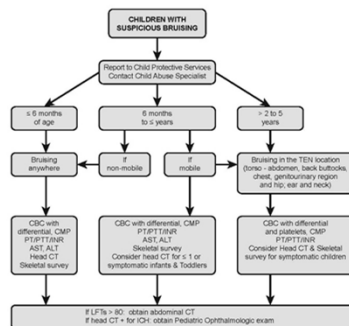 CHILDREN WITH
SUSPICIOUS BRUISING
Report to Child Protective Services
Contact Child Abuse Specialist
≤ 6 months
of age
6 months
to ≤ years
> 2 to 5
years
Bruising
anywhere
If
non-mobile
If
mobile
Bruising in the TEN location
(torso - abdomen, back buttocks,
chest, genitourinary region
and hip; ear and neck)
CBC with
differential, CMP
PT/PTT/INR
AST, ALT
Head CT
Skeletal survey
CBC with differential, CMP
PT/PTT/INR
AST, ALT
Skeletal survey
Consider head CT for ≤ 1 or
symptomatic infants & Toddlers
CBC with differential
and platelets, CMP
PT/PTT/INR
Consider Head CT & Skeletal
survey for symptomatic children
If LFTs > 80: obtain abdominal CT
If head CT + for ICH: obtain Pediatric Ophthalmologic exam